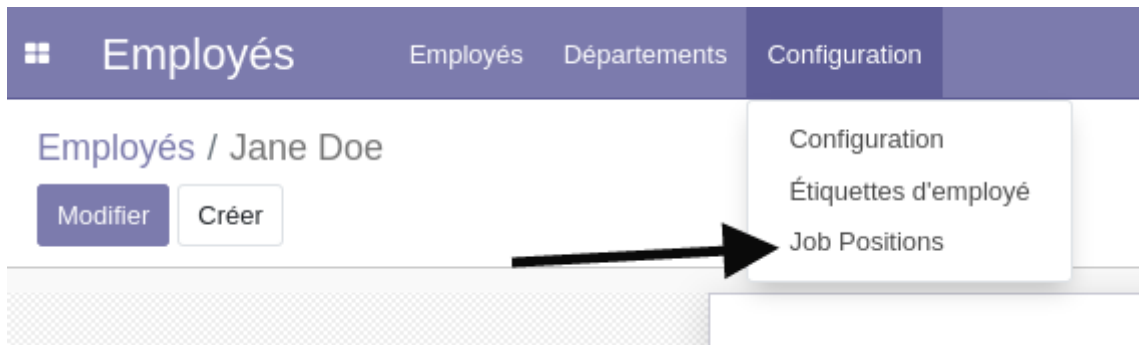 Employés Employés Départements Configuration
Employés / Jane Doe
Modifier Créer
Configuration
Étiquettes d'employé
Job Positions